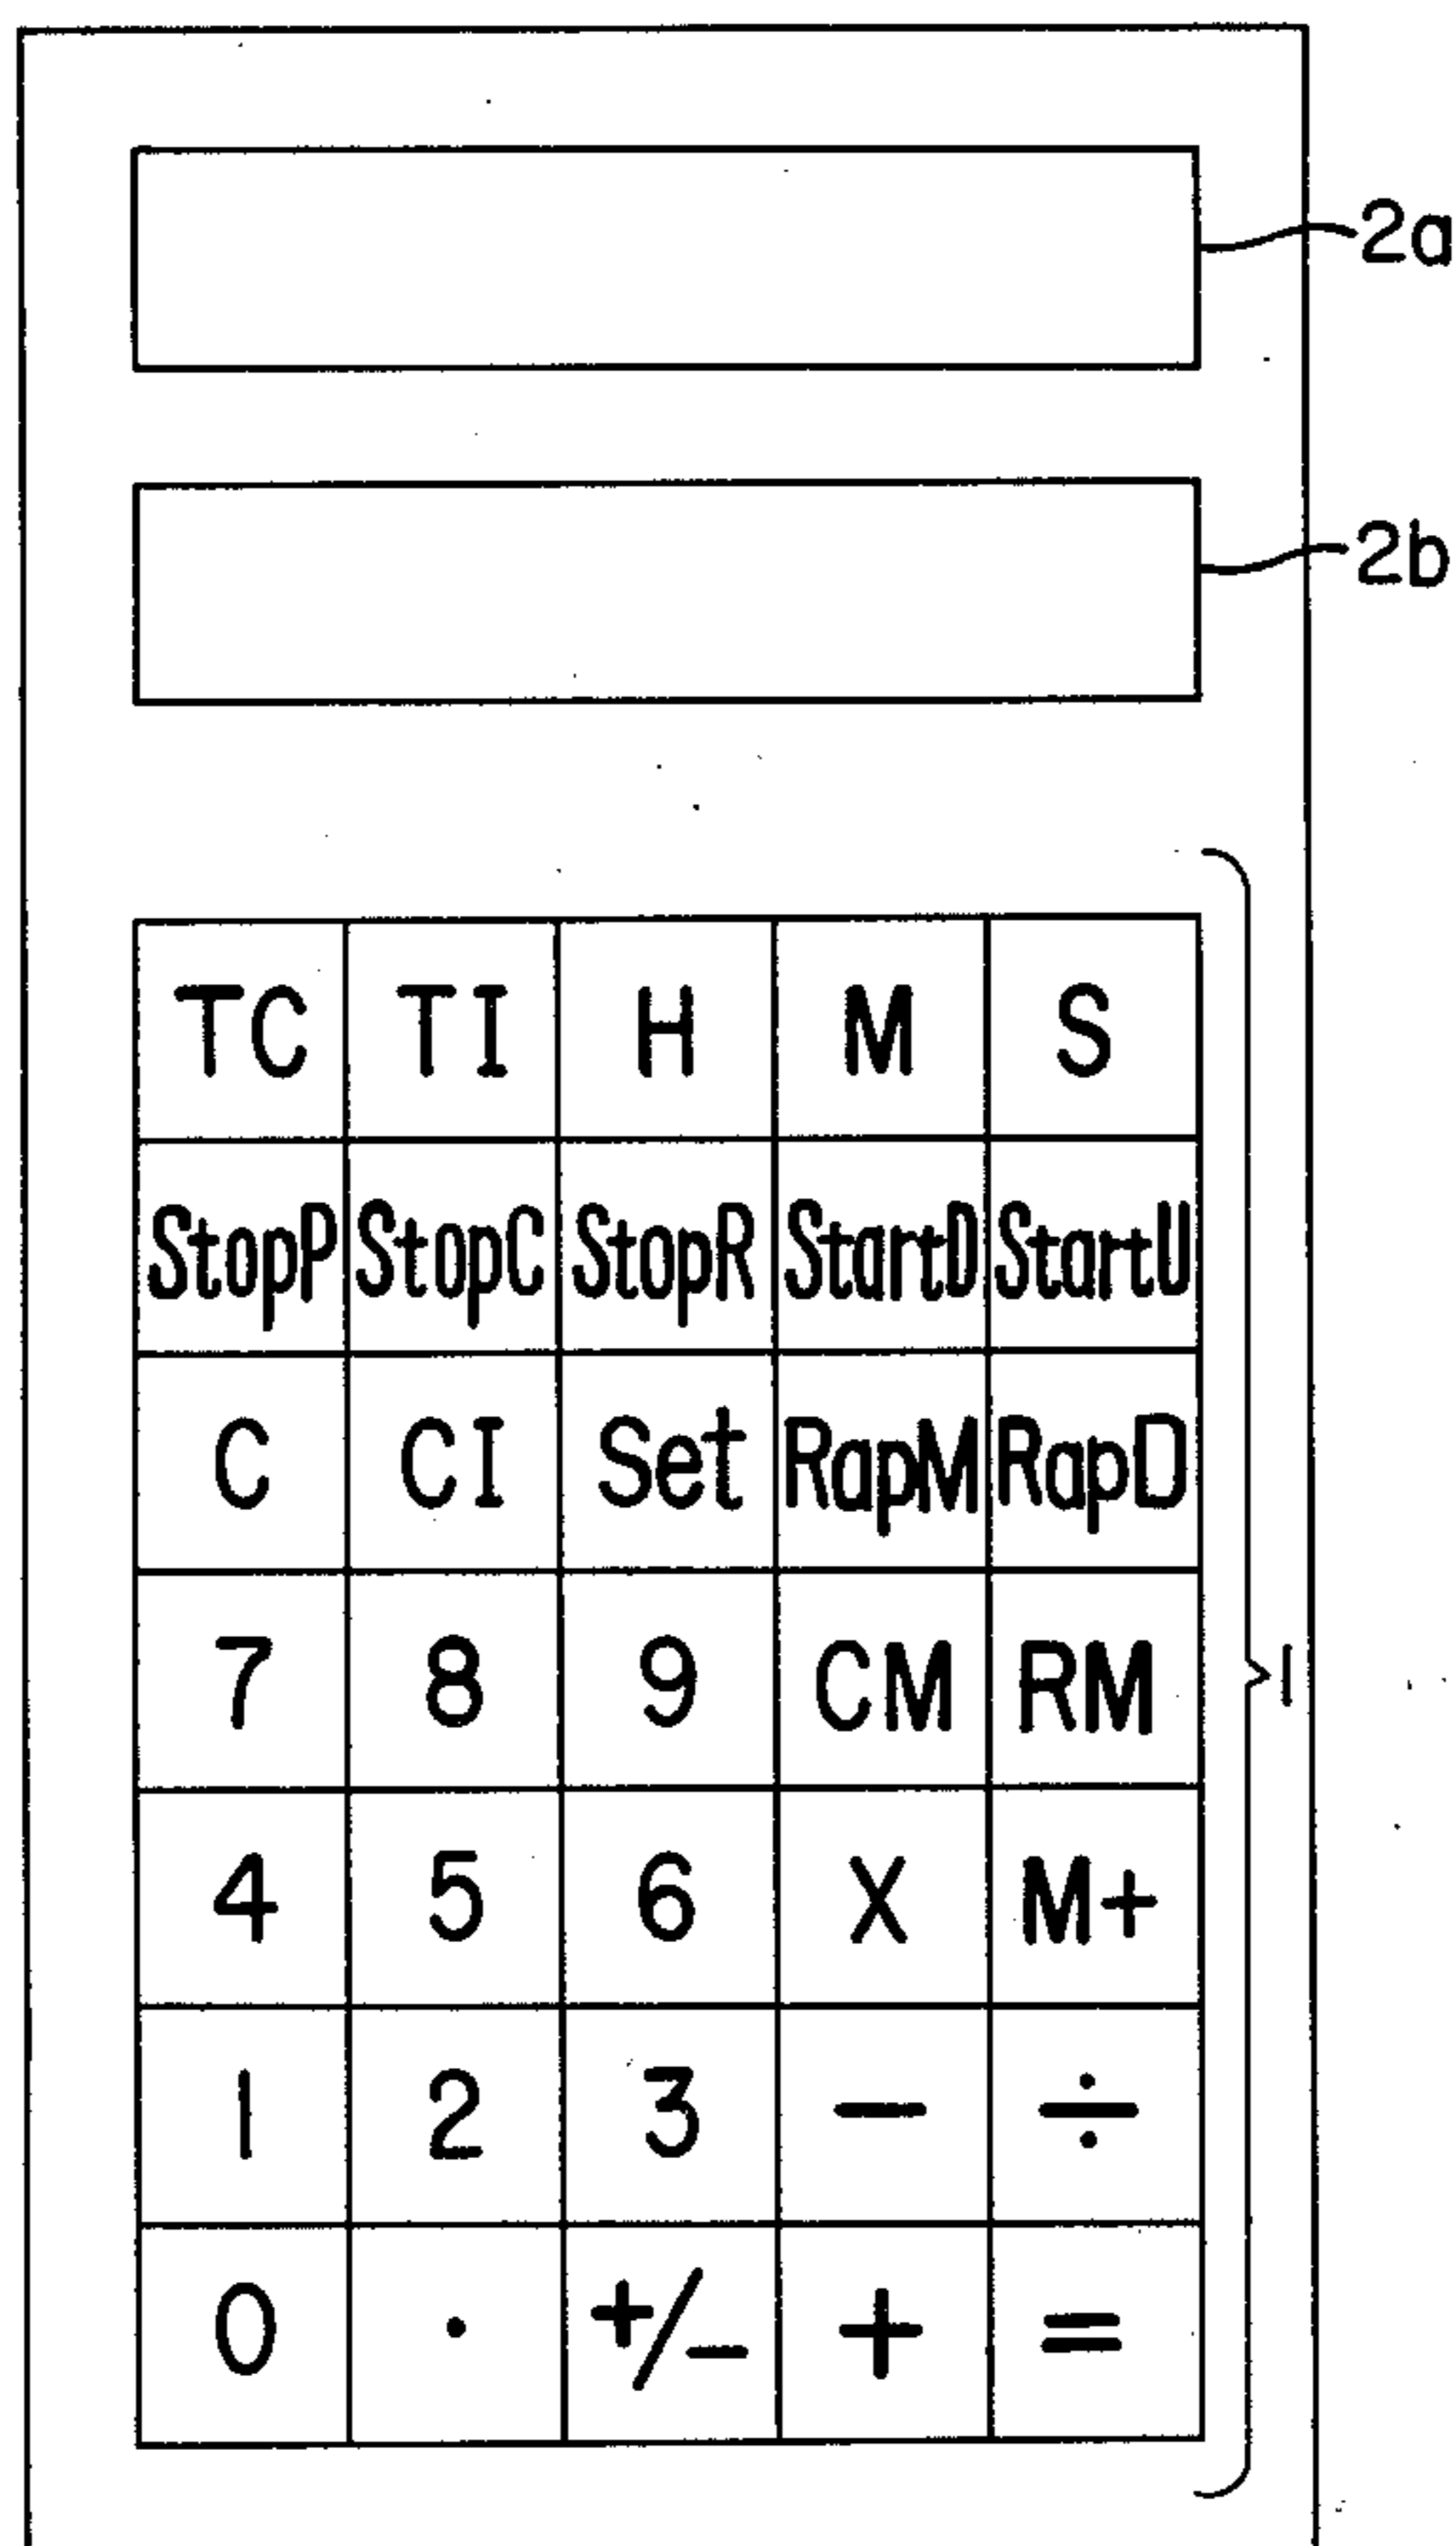 2a
2b
TC TI H M S
StopP StopC StopR StartD StartU
C CI Set RapM RapD
7 8 9 CM RM
1
4 5 6 X M+
1 2 3 − ÷
0 . +/− + =